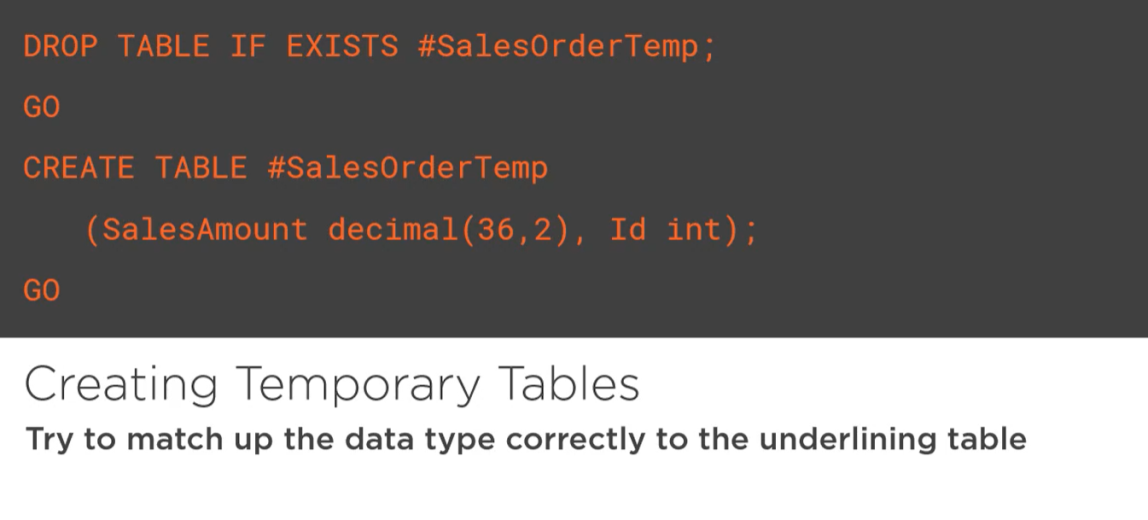 DROP TABLE IF EXISTS #SalesOrderTemp;
GO
CREATE TABLE #SalesOrderTemp
(SalesAmount decimal(36,2), Id int);
GO
Creating Temporary Tables
Try to match up the data type correctly to the underlining table